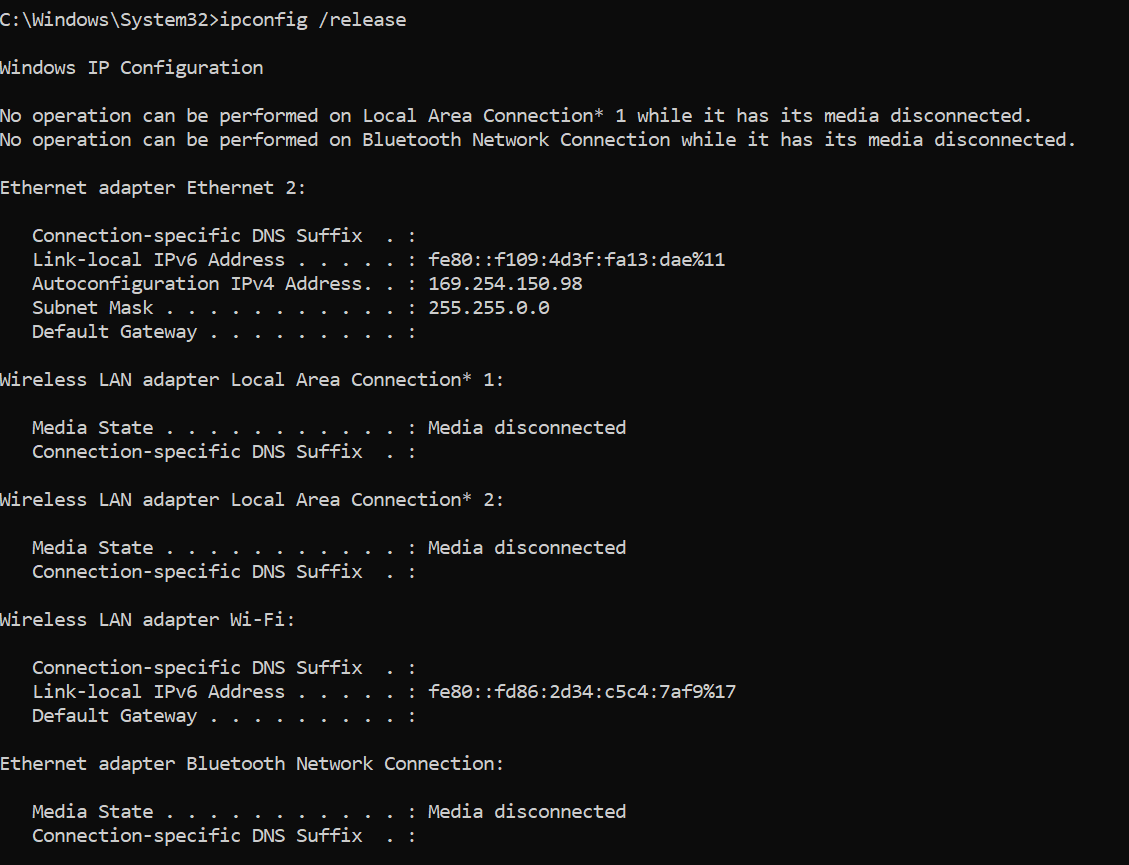 C:\Windows\System32>ipconfig /release
Windows IP Configuration
No operation can be performed on Local Area Connection* 1 while it has its media disconnected.
No operation can be performed on Bluetooth Network Connection while it has its media disconnected.
Ethernet adapter Ethernet 2:
   Connection-specific DNS Suffix  . :
   Link-local IPv6 Address . . . . . : fe80::f109:4d3f:fa13:dae%11
   Autoconfiguration IPv4 Address. . : 169.254.150.98
   Subnet Mask . . . . . . . . . . . : 255.255.0.0
   Default Gateway . . . . . . . . . :
Wireless LAN adapter Local Area Connection* 1:
   Media State . . . . . . . . . . . : Media disconnected
   Connection-specific DNS Suffix  . :
Wireless LAN adapter Local Area Connection* 2:
   Media State . . . . . . . . . . . : Media disconnected
   Connection-specific DNS Suffix  . :
Wireless LAN adapter Wi-Fi:
   Connection-specific DNS Suffix  . :
   Link-local IPv6 Address . . . . . : fe80::fd86:2d34:c5c4:7af9%17
   Default Gateway . . . . . . . . . :
Ethernet adapter Bluetooth Network Connection:
   Media State . . . . . . . . . . . : Media disconnected
   Connection-specific DNS Suffix  . :